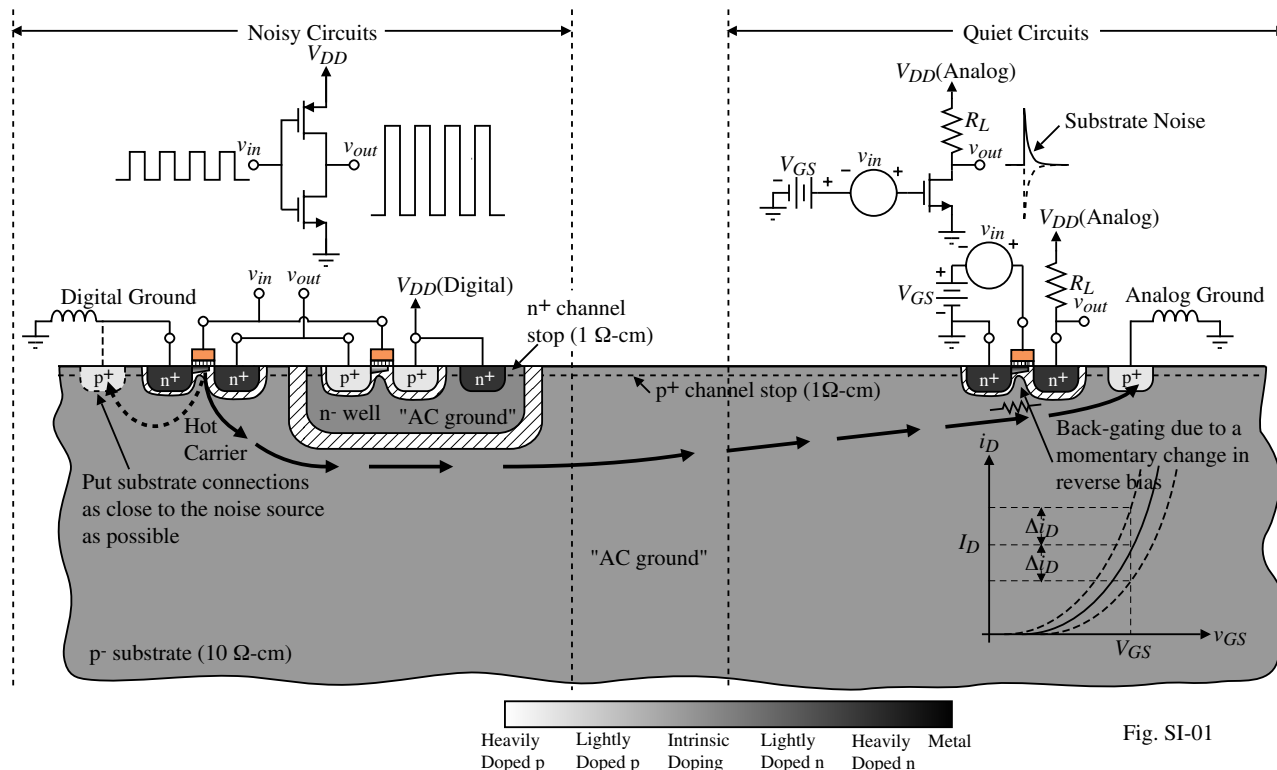 Noisy Circuits
Quiet Circuits
VDD
vin
vout
VDD(Analog)
RL
Substrate Noise
vout
VGS
vin
− + − +
VDD(Analog)
vin
− +
+
VGS
−
RL
vout
Analog Ground
vin
vout
Digital Ground
VDD(Digital)
n+ channel
stop (1 Ω-cm)
p+
n+
n+
p+
p+
n+
n+
n+
p+
p+ channel stop (1Ω-cm)
n- well
"AC ground"
Hot
Carrier
Put substrate connections
as close to the noise source
as possible
Back-gating due to a
momentary change in
reverse bias
iD
ΔiD
ID
ΔiD
VGS
vGS
"AC ground"
p- substrate (10 Ω-cm)
Heavily
Doped p
Lightly
Doped p
Intrinsic
Doping
Lightly
Doped n
Heavily
Doped n
Metal
Fig. SI-01